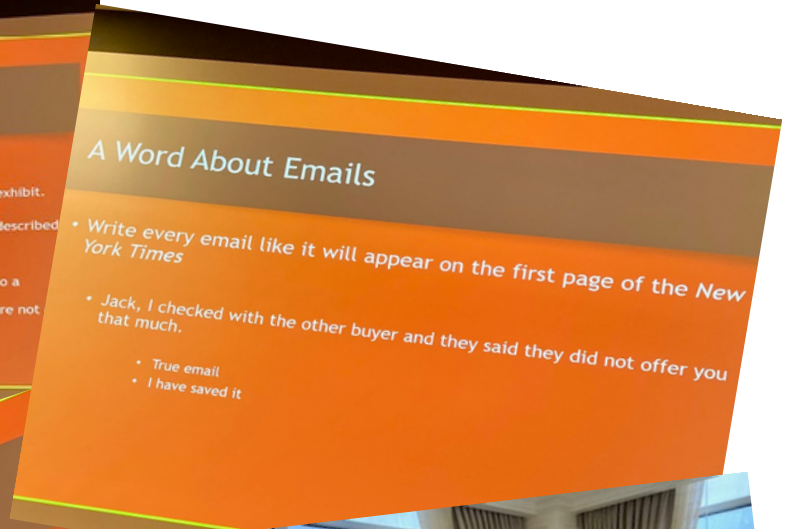 A Word About Emails
• Write every email like it will appear on the first page of the New
York Times
• Jack, I checked with the other buyer and they said they did not offer you
that much.
• True email
• I have saved it
exhibit.
described
o a
re not